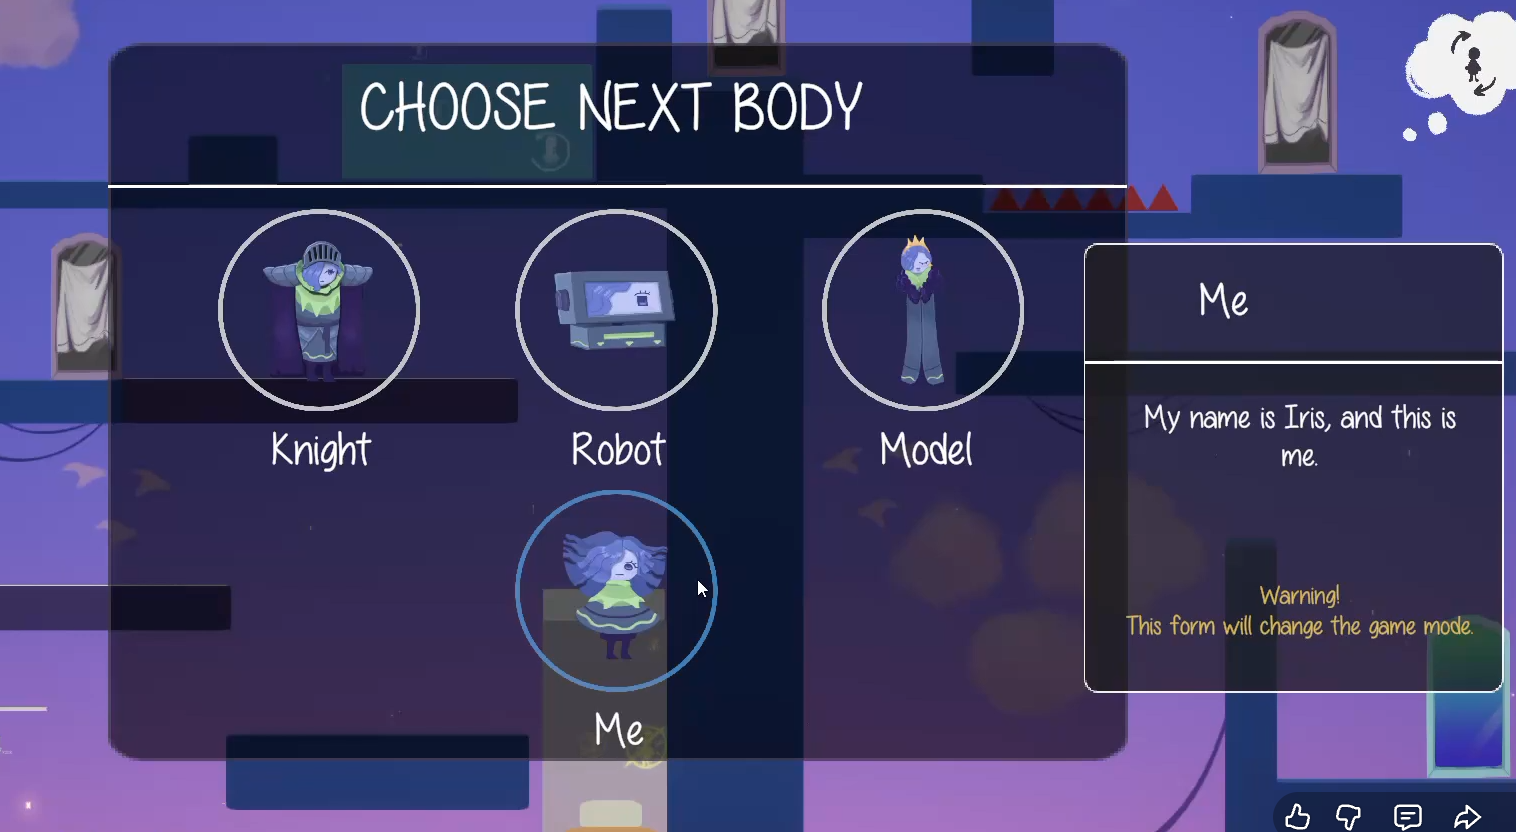 CHOOSE NEXT BODY
Knight
Robot
Model
Me
Me
My name is Iris, and this is
me.
Warning!
This form will change the game mode.